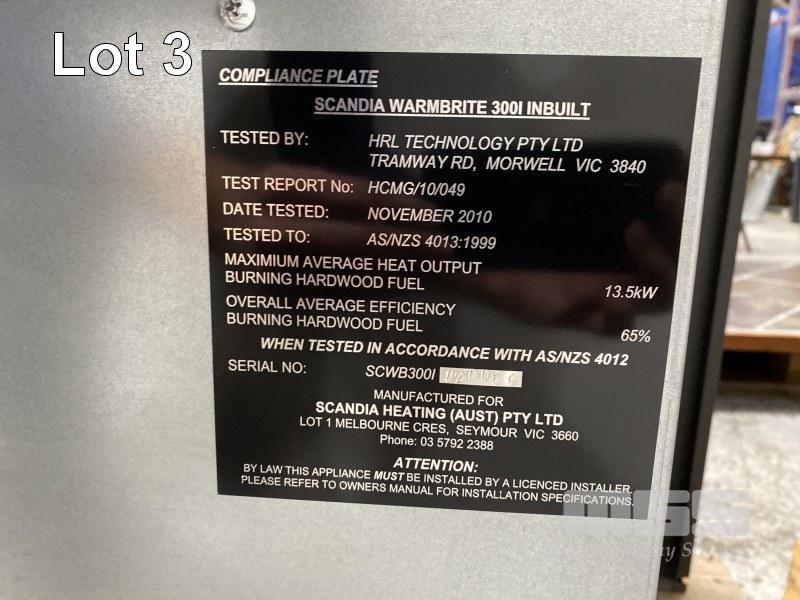 Lot 3
COMPLIANCE PLATE
SCANDIA WARMBRITE 300I INBUILT
TESTED BY: HRL TECHNOLOGY PTY LTD
TRAMWAY RD, MORWELL VIC 3840
TEST REPORT No: HCMG/10/049
DATE TESTED: NOVEMBER 2010
TESTED TO: AS/NZS 4013:1999
MAXIMUM AVERAGE HEAT OUTPUT
BURNING HARDWOOD FUEL 13.5kW
OVERALL AVERAGE EFFICIENCY
BURNING HARDWOOD FUEL 65%
WHEN TESTED IN ACCORDANCE WITH AS/NZS 4012
SERIAL NO: SCWB300I
MANUFACTURED FOR
SCANDIA HEATING (AUST) PTY LTD
LOT 1 MELBOURNE CRES, SEYMOUR VIC 3660
Phone: 03 5792 2388
ATTENTION:
BY LAW THIS APPLIANCE MUST BE INSTALLED BY A LICENCED INSTALLER.
PLEASE REFER TO OWNERS MANUAL FOR INSTALLATION SPECIFICATIONS.